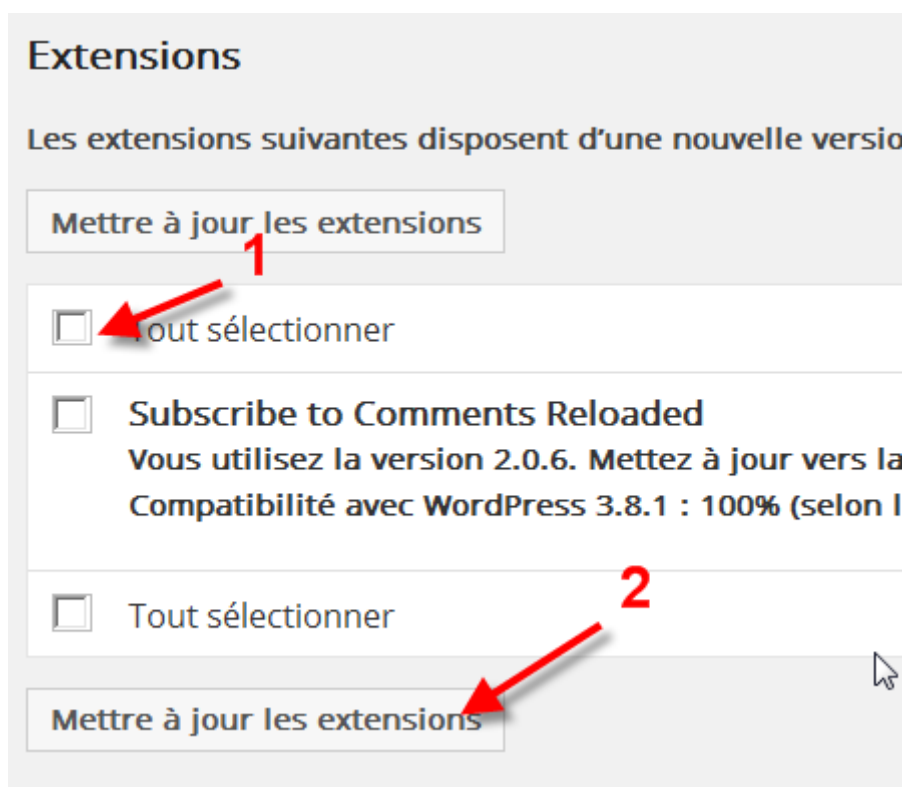 Extensions
Les extensions suivantes disposent d’une nouvelle
Mettre à jour les extensions
1
Tout sélectionner
Subscribe to Comments Reloaded
Vous utilisez la version 2.0.6. Mettez à jour vers la
Compatibilité avec WordPress 3.8.1 : 100% (selon
2
Tout sélectionner
Mettre à jour les extensions